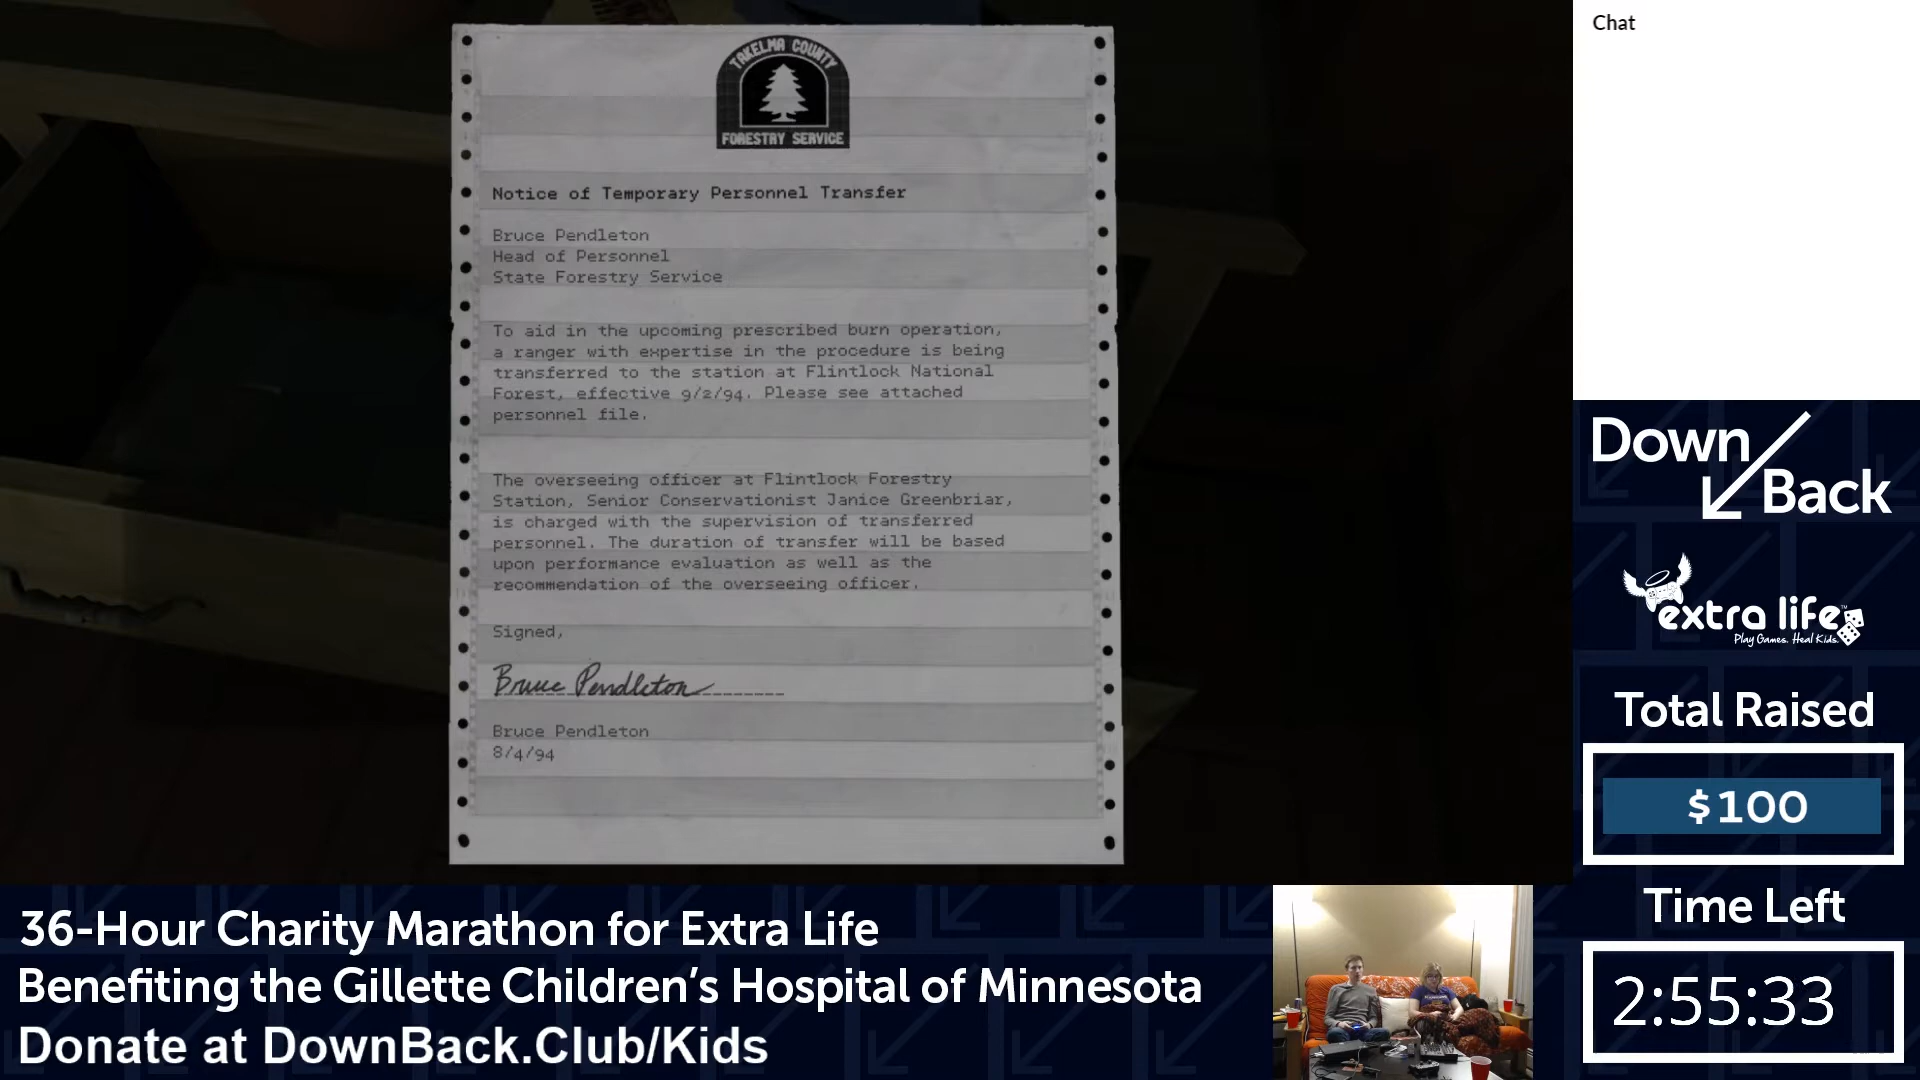 TAKELMA COUNTY
FORESTRY SERVICE
Notice of Temporary Personnel Transfer
Bruce Pendleton
Head of Personnel
State Forestry Service
To aid in the upcoming prescribed burn operation,
a ranger with expertise in the procedure is being
transferred to the station at Flintlock National
Forest, effective 9/2/94. Please see attached
personnel file.
The overseeing officer at Flintlock Forestry
Station, Senior Conservationist Janice Greenbriar,
is charged with the supervision of transferred
personnel. The duration of transfer will be based
upon performance evaluation as well as the
recommendation of the overseeing officer.
Signed,
Bruce Pendleton
Bruce Pendleton
8/4/94
Chat
Down
Back
extra life™
Play Games. Heal Kids.
Total Raised
$100
Time Left
2:55:33
36-Hour Charity Marathon for Extra Life
Benefiting the Gillette Children’s Hospital of Minnesota
Donate at DownBack.Club/Kids